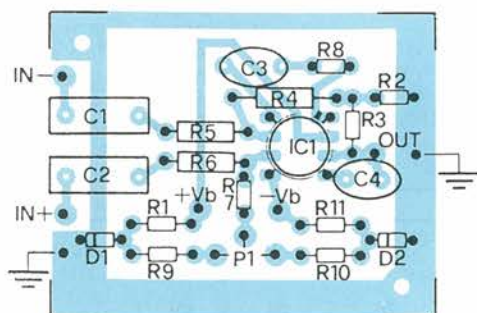 R8
IN−
C3
R4
R2
C1
R5
R3
IC1
OUT
R6
C2
C4
R7
+Vb
−Vb
IN+
R1
R11
D1
R9
P1
R10
D2